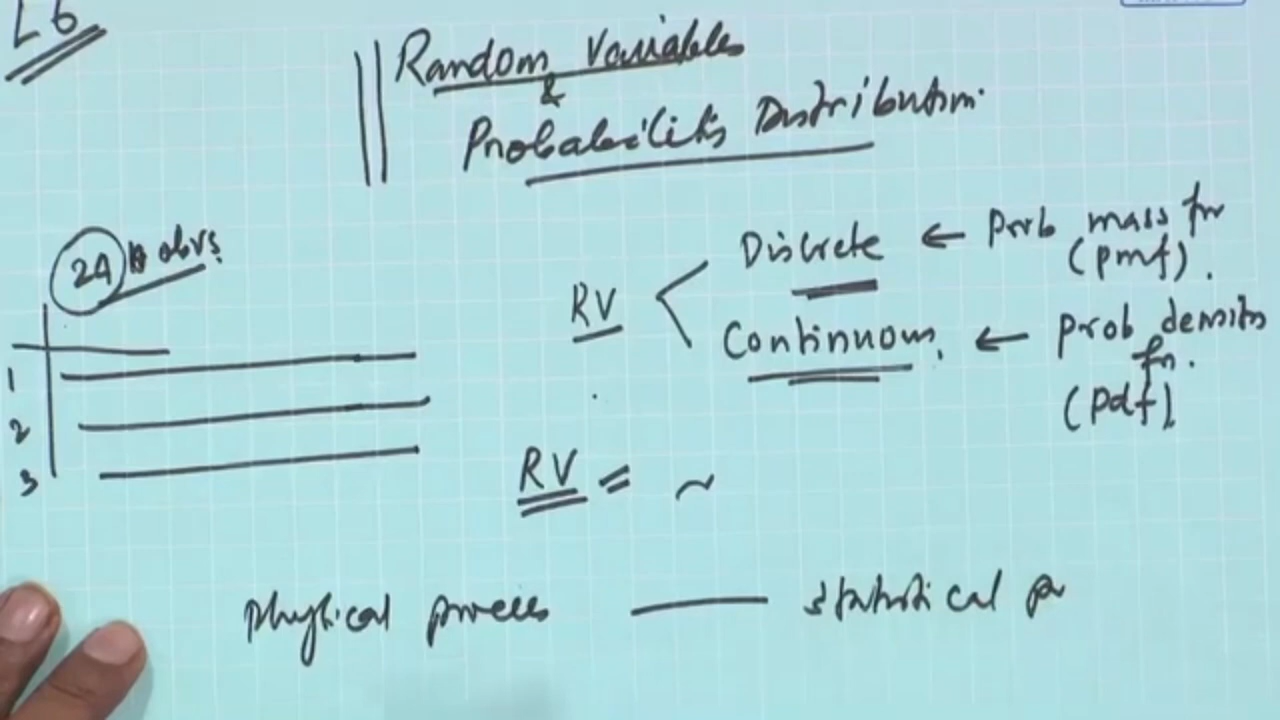 L6
Random Variables
&
Probability Distribution.
24 obvs.
1
2
3
RV
Discrete ← Prob mass fn
(pmf).
Continuous, ← Prob density
fn.
(pdf)
RV = ~
physical process — statistical